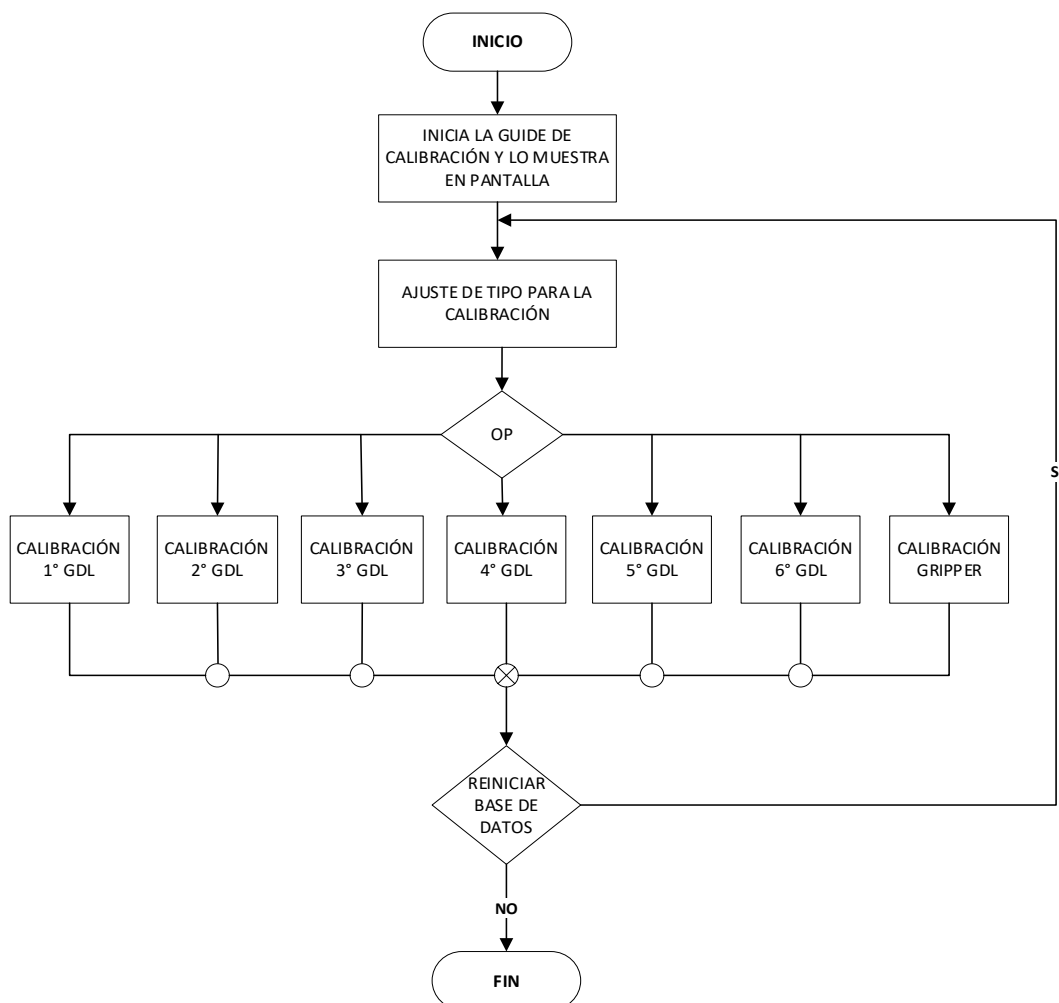 INICIO
INICIA LA GUIDE DE
CALIBRACIÓN Y LO MUESTRA
EN PANTALLA
AJUSTE DE TIPO PARA LA
CALIBRACIÓN
OP
S
CALIBRACIÓN
1° GDL
CALIBRACIÓN
2° GDL
CALIBRACIÓN
3° GDL
CALIBRACIÓN
4° GDL
CALIBRACIÓN
5° GDL
CALIBRACIÓN
6° GDL
CALIBRACIÓN
GRIPPER
REINICIAR
BASE DE
DATOS
NO
FIN